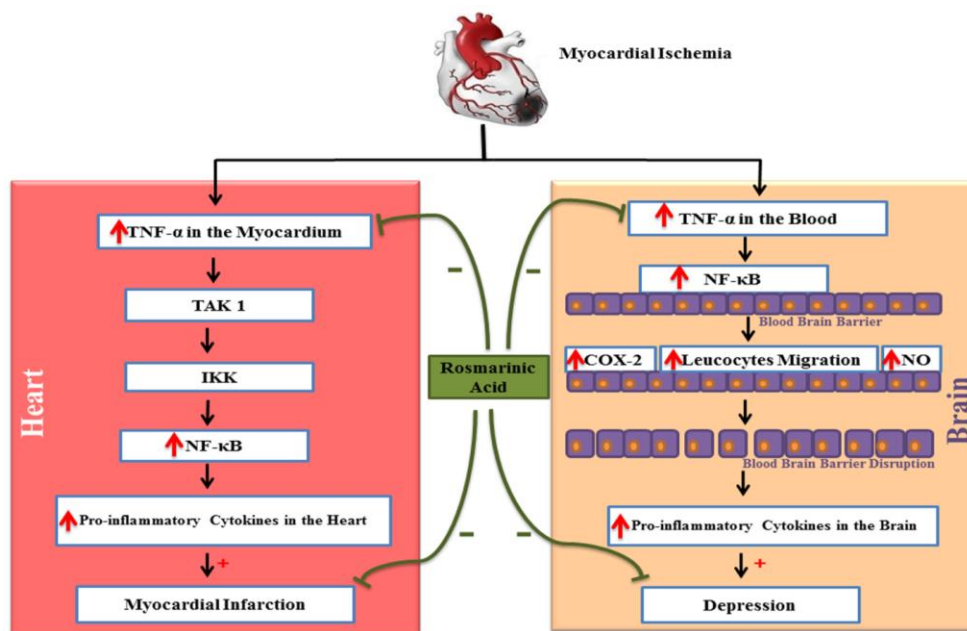 Myocardial Ischemia
Heart
TNF-α in the Myocardium
TAK 1
IKK
NF-κB
Pro-inflammatory Cytokines in the Heart
+
Myocardial Infarction
Rosmarinic
Acid
-
-
-
-
Brain
TNF-α in the Blood
NF-κB
Blood Brain Barrier
COX-2
Leucocytes Migration
NO
Blood Brain Barrier Disruption
Pro-inflammatory Cytokines in the Brain
+
Depression